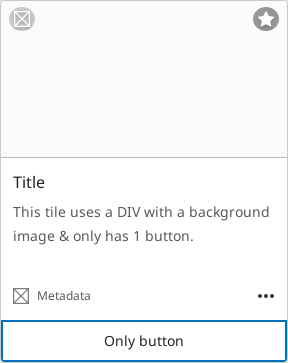 Title
This tile uses a DIV with a background
image & only has 1 button.
Metadata
Only button